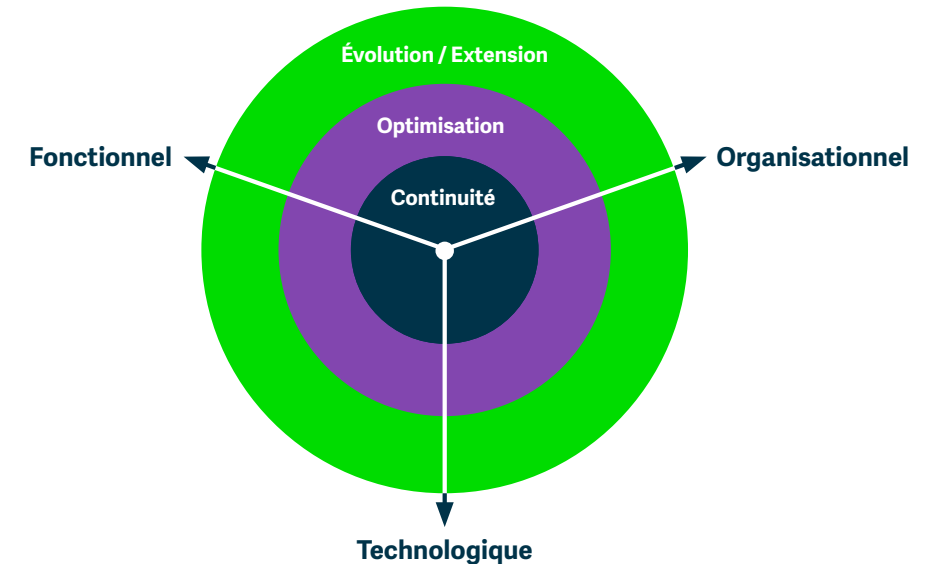 Évolution / Extension
Optimisation
Fonctionnel
Organisationnel
Continuité
Technologique